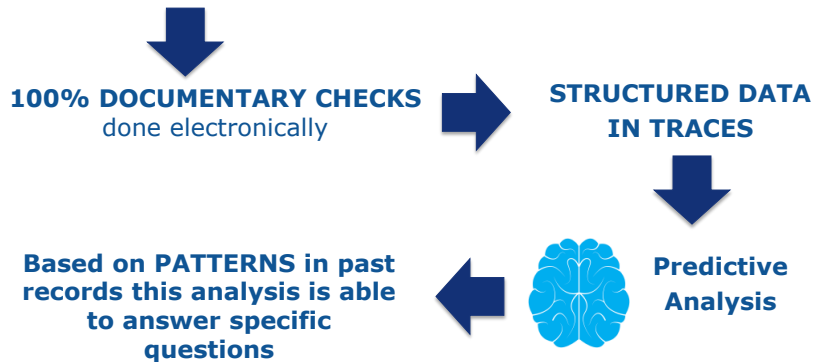 100% DOCUMENTARY CHECKS
done electronically
STRUCTURED DATA
IN TRACES
Predictive
Analysis
Based on PATTERNS in past
records this analysis is able
to answer specific
questions